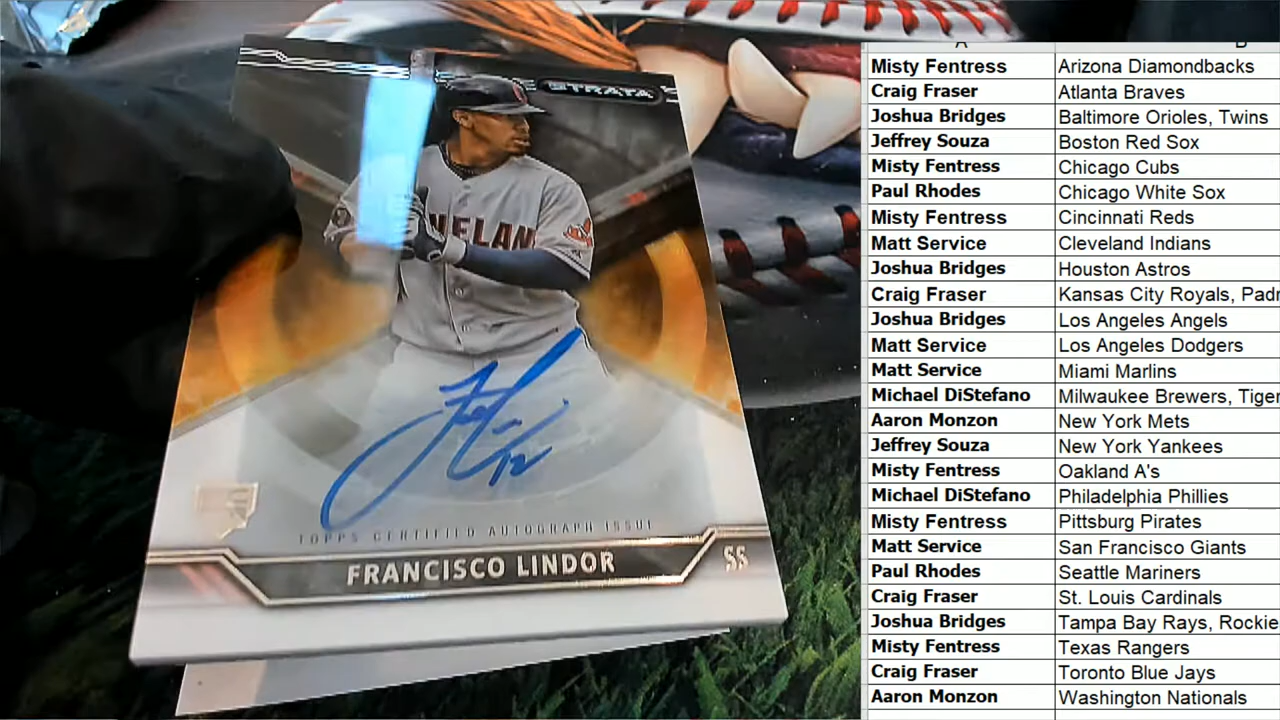 STRATA
TOPPS CERTIFIED AUTOGRAPH ISSUE
FRANCISCO LINDOR SS
A B
Misty Fentress Arizona Diamondbacks
Craig Fraser Atlanta Braves
Joshua Bridges Baltimore Orioles, Twins
Jeffrey Souza Boston Red Sox
Misty Fentress Chicago Cubs
Paul Rhodes Chicago White Sox
Misty Fentress Cincinnati Reds
Matt Service Cleveland Indians
Joshua Bridges Houston Astros
Craig Fraser Kansas City Royals, Padr
Joshua Bridges Los Angeles Angels
Matt Service Los Angeles Dodgers
Matt Service Miami Marlins
Michael DiStefano Milwaukee Brewers, Tiger
Aaron Monzon New York Mets
Jeffrey Souza New York Yankees
Misty Fentress Oakland A's
Michael DiStefano Philadelphia Phillies
Misty Fentress Pittsburg Pirates
Matt Service San Francisco Giants
Paul Rhodes Seattle Mariners
Craig Fraser St. Louis Cardinals
Joshua Bridges Tampa Bay Rays, Rockie
Misty Fentress Texas Rangers
Craig Fraser Toronto Blue Jays
Aaron Monzon Washington Nationals